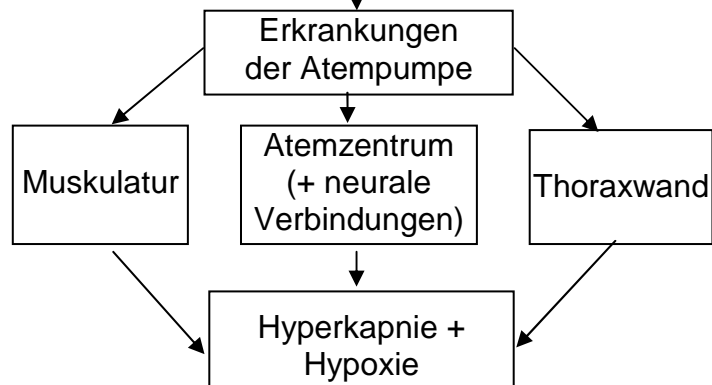 Erkrankungen
der Atempumpe
Muskulatur
Atemzentrum
(+ neurale
Verbindungen)
Thoraxwand
Hyperkapnie +
Hypoxie